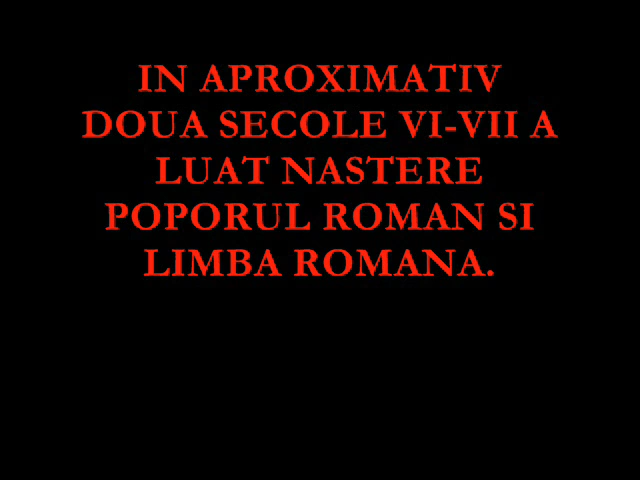 IN APROXIMATIV
DOUA SECOLE VI-VII A
LUAT NASTERE
POPORUL ROMAN SI
LIMBA ROMANA.